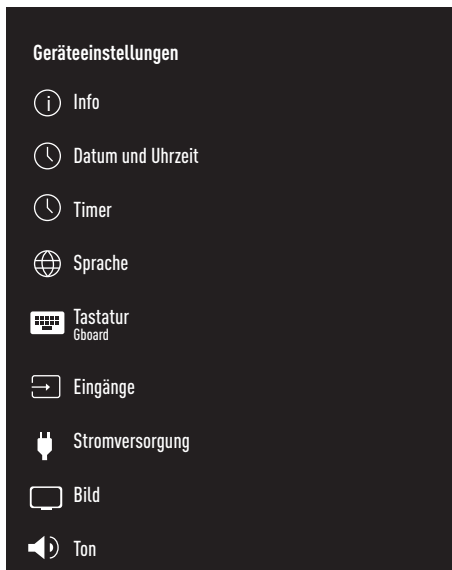 Geräteeinstellungen
Info
Datum und Uhrzeit
Timer
Sprache
Tastatur
Gboard
Eingänge
Stromversorgung
Bild
Ton